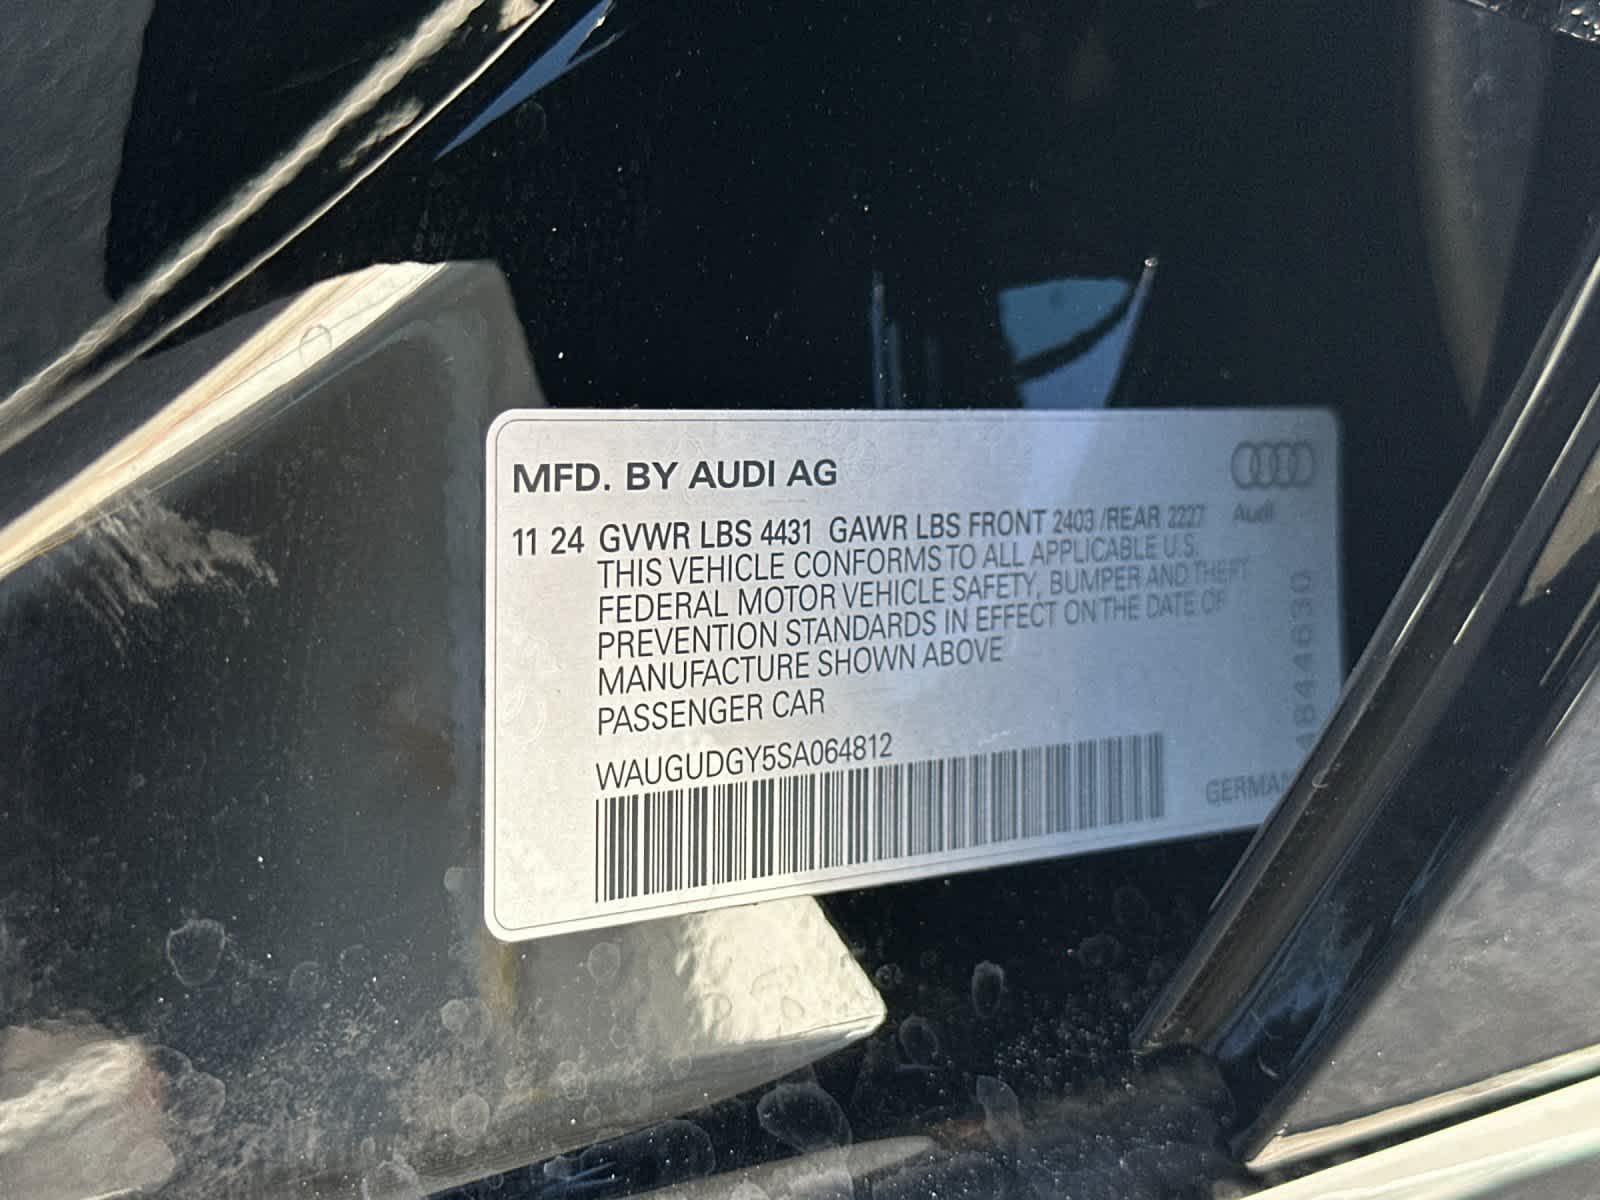 MFD. BY AUDI AG
Audi
11 24 GVWR LBS 4431 GAWR LBS FRONT 2403 /REAR 2227
THIS VEHICLE CONFORMS TO ALL APPLICABLE U.S.
FEDERAL MOTOR VEHICLE SAFETY, BUMPER AND THEFT
PREVENTION STANDARDS IN EFFECT ON THE DATE OF
MANUFACTURE SHOWN ABOVE
PASSENGER CAR
WAUGUDGY5SA064812
4844630